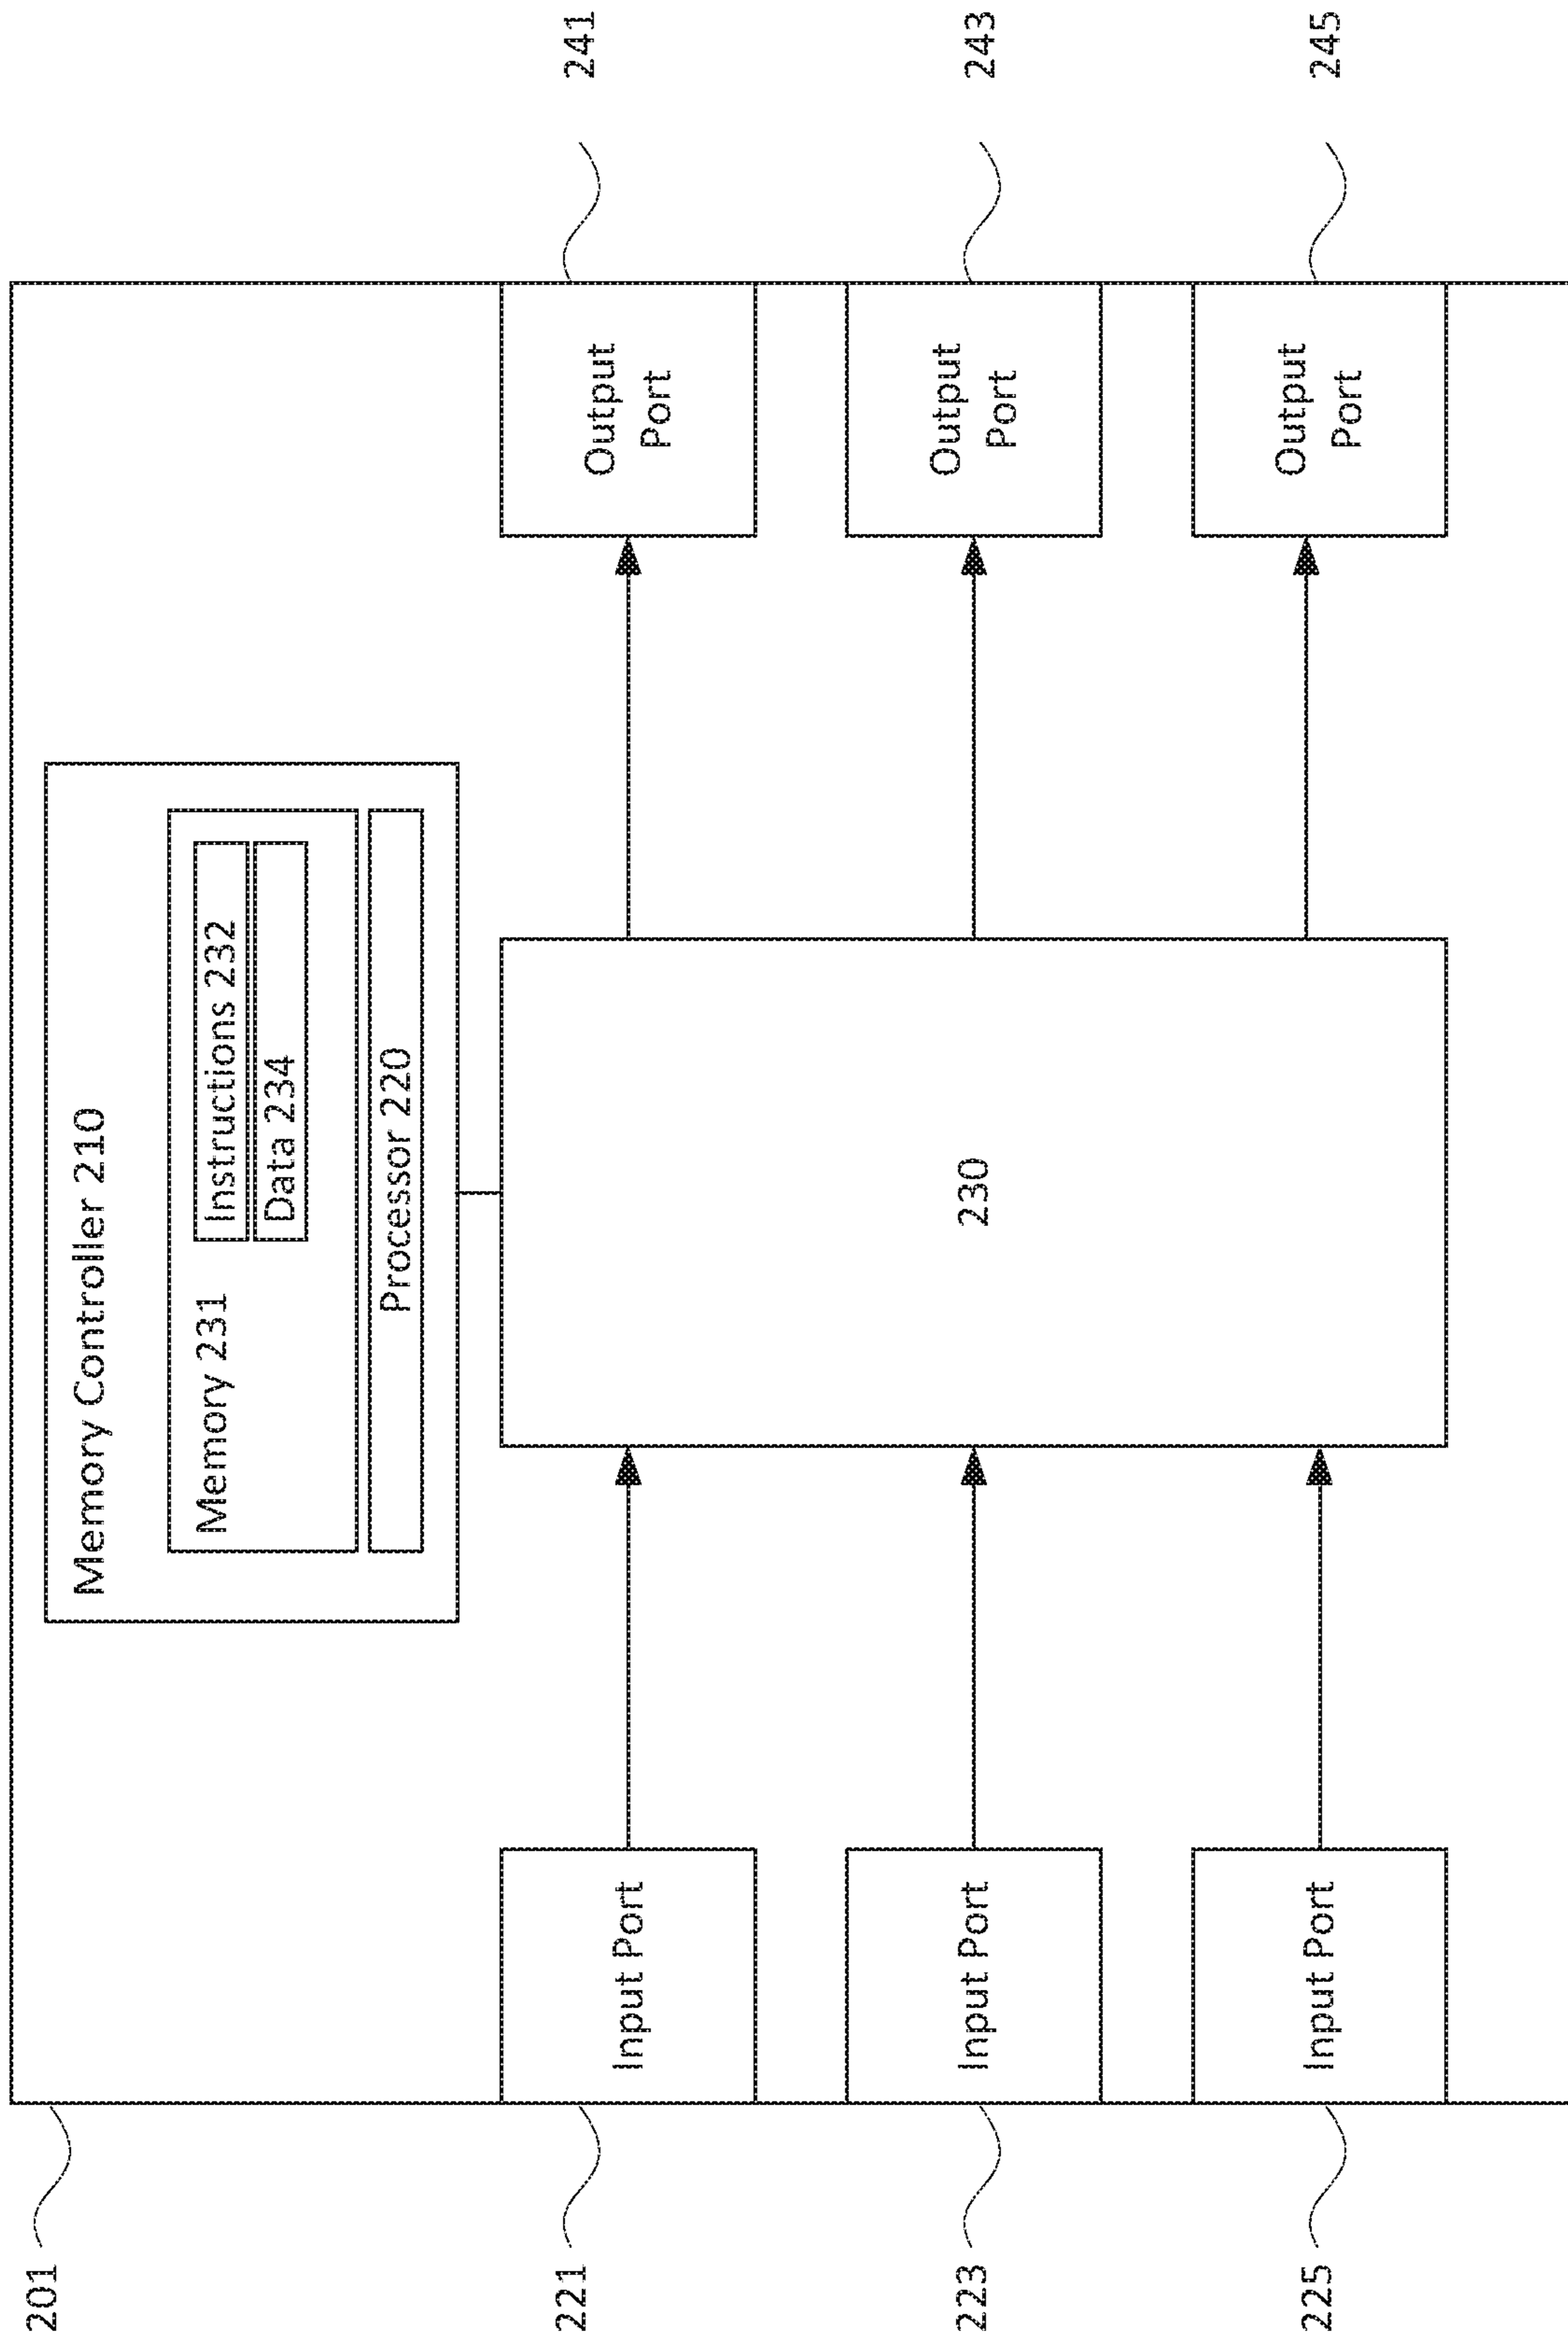 201
Memory Controller 210
Memory 231
Instructions 232
Data 234
Processor 220
221
Input Port
230
Output
Port
241
223
Input Port
Output
Port
243
225
Input Port
Output
Port
245